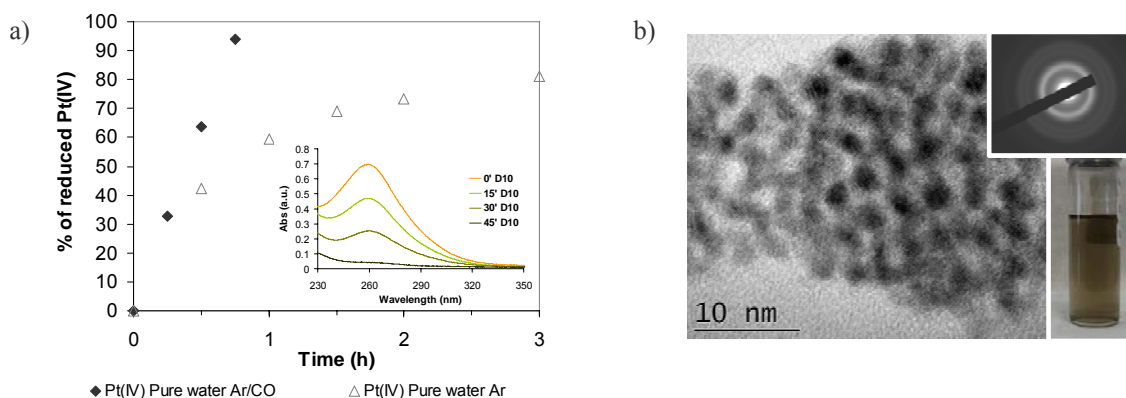 a)
100
90
80
70
60
50
40
30
20
10
0
% of reduced Pt(IV)
0
1
2
3
Time (h)
0.8
0.7
0.6
0.5
0.4
0.3
0.2
0.1
0
Abs (a.u.)
0' D10
15' D10
30' D10
45' D10
230
260
290
320
350
Wavelength (nm)
Pt(IV) Pure water Ar/CO
Pt(IV) Pure water Ar
b)
10 nm